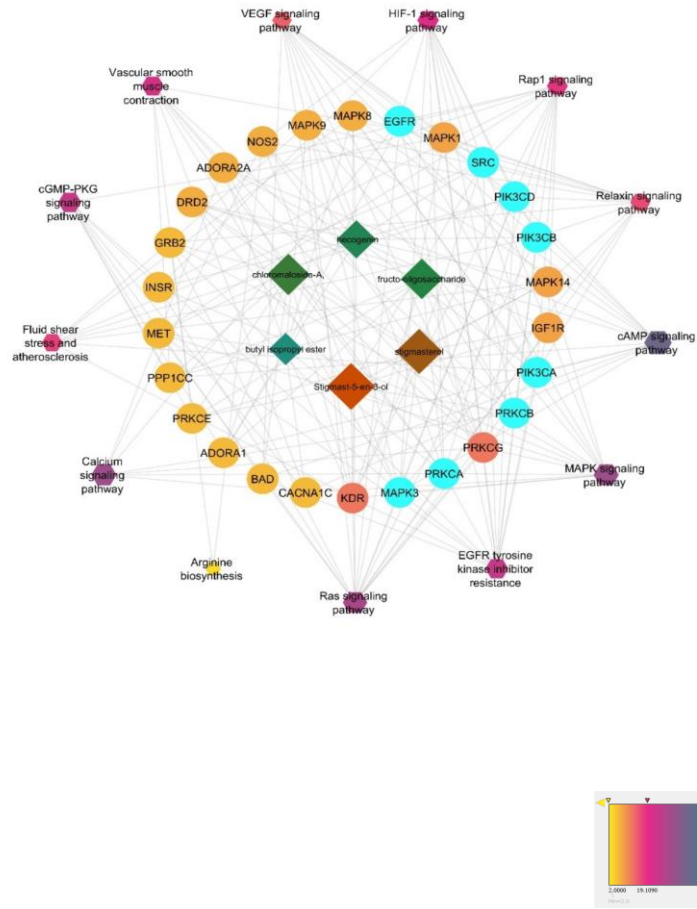 VEGF signaling
pathway
HIF-1 signaling
pathway
Vascular smooth
muscle
contraction
Rap1 signaling
pathway
MAPK8
EGFR
MAPK9
MAPK1
NOS2
SRC
ADORA2A
PIK3CD
cGMP-PKG
signaling
pathway
DRD2
Relaxin signaling
pathway
GRB2
PIK3CB
necogenin
chloromaloside-A,
fructo-oligosaccharide
INSR
MAPK14
Fluid shear
stress and
atherosclerosis
MET
IGF1R
cAMP signaling
pathway
butyl isopropyl ester
stigmasterol
PPP1CC
PIK3CA
Stigmast-5-en-3-ol
PRKCE
PRKCB
ADORA1
PRKCG
Calcium
signaling
pathway
BAD
PRKCA
MAPK signaling
pathway
CACNA1C
KDR
MAPK3
Arginine
biosynthesis
EGFR tyrosine
kinase inhibitor
resistance
Ras signaling
pathway
2.0000
19.1090